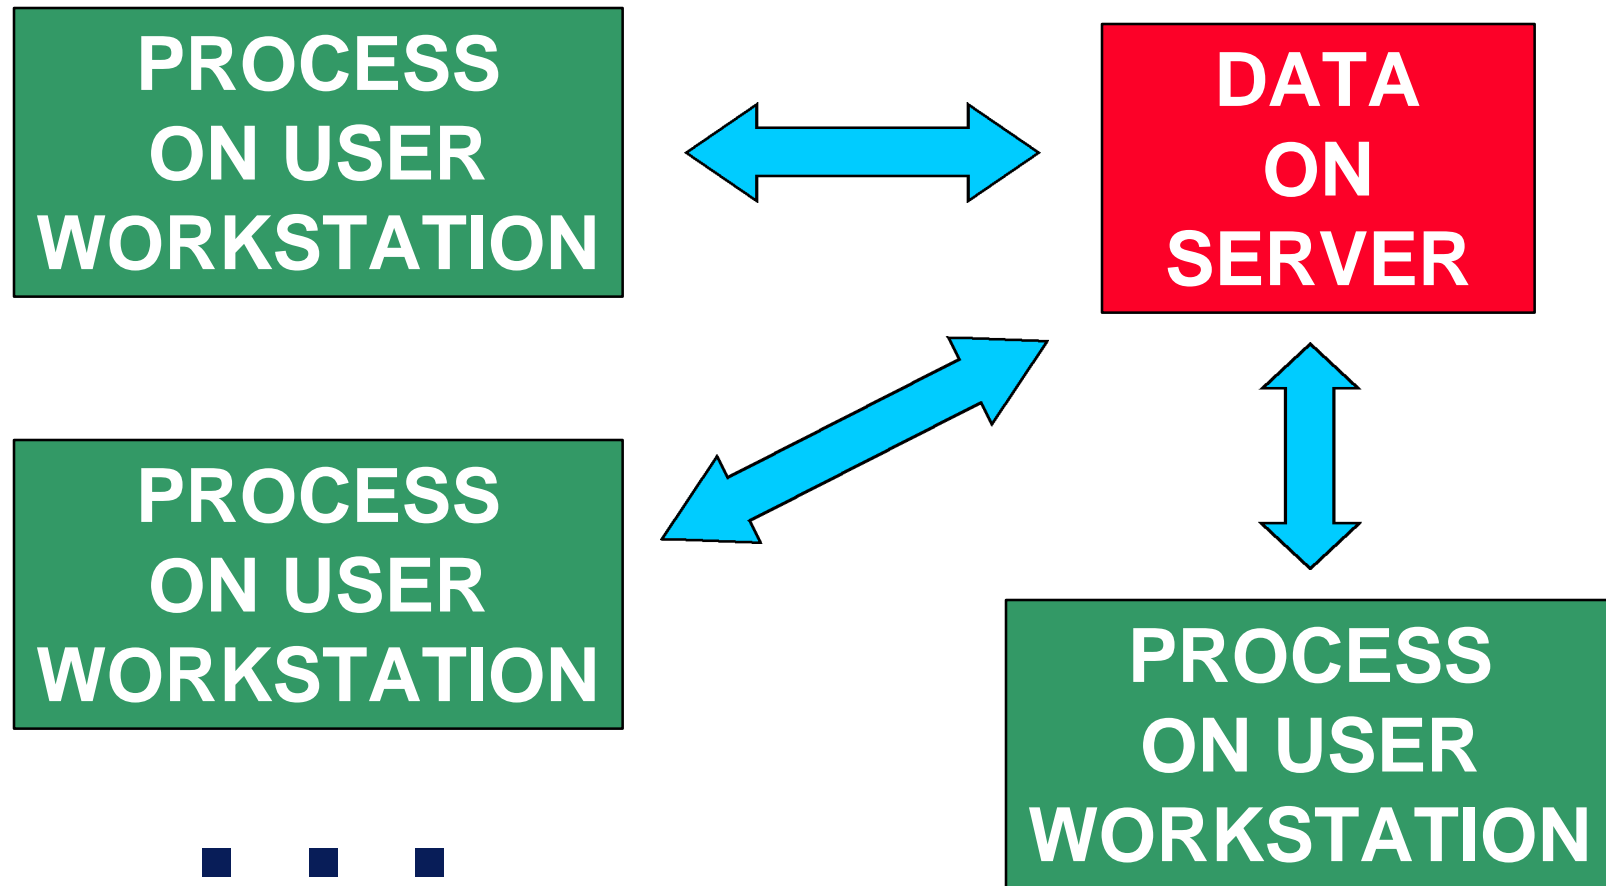 PROCESS
ON USER
WORKSTATION
DATA
ON
SERVER
PROCESS
ON USER
WORKSTATION
PROCESS
ON USER
WORKSTATION